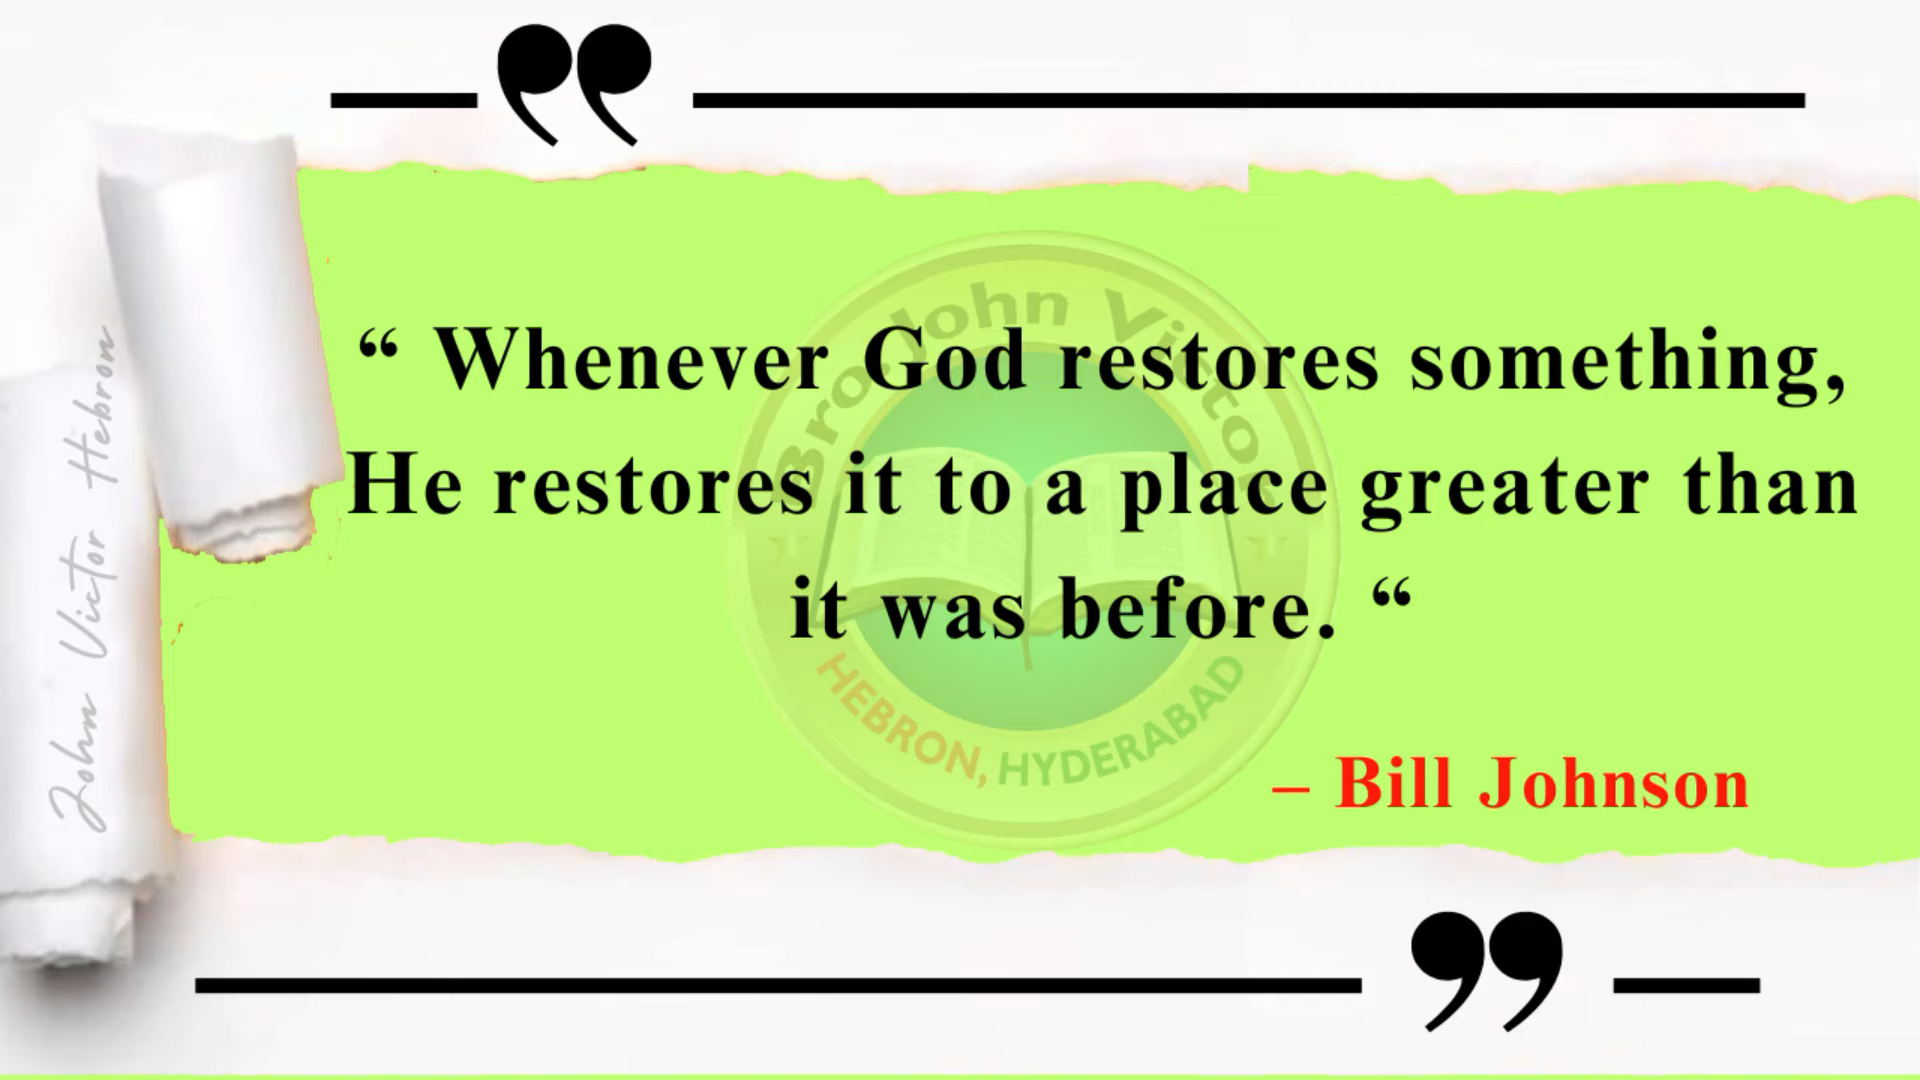 “ Whenever God restores something,
He restores it to a place greater than
it was before. “
– Bill Johnson
Bro. John Victor
HEBRON, HYDERABAD
John Victor Hebron